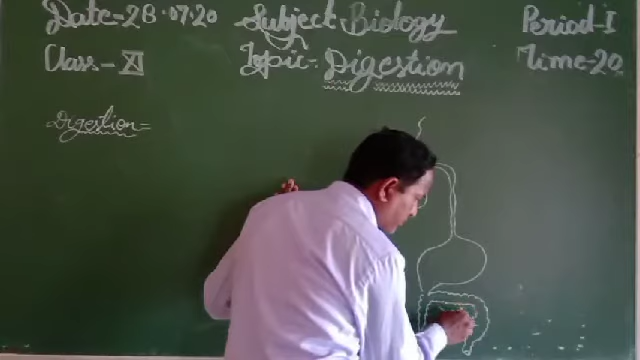 Date-28.07.20 Subject-Biology Period-I
Class-XI Topic-Digestion Time-20
Digestion=